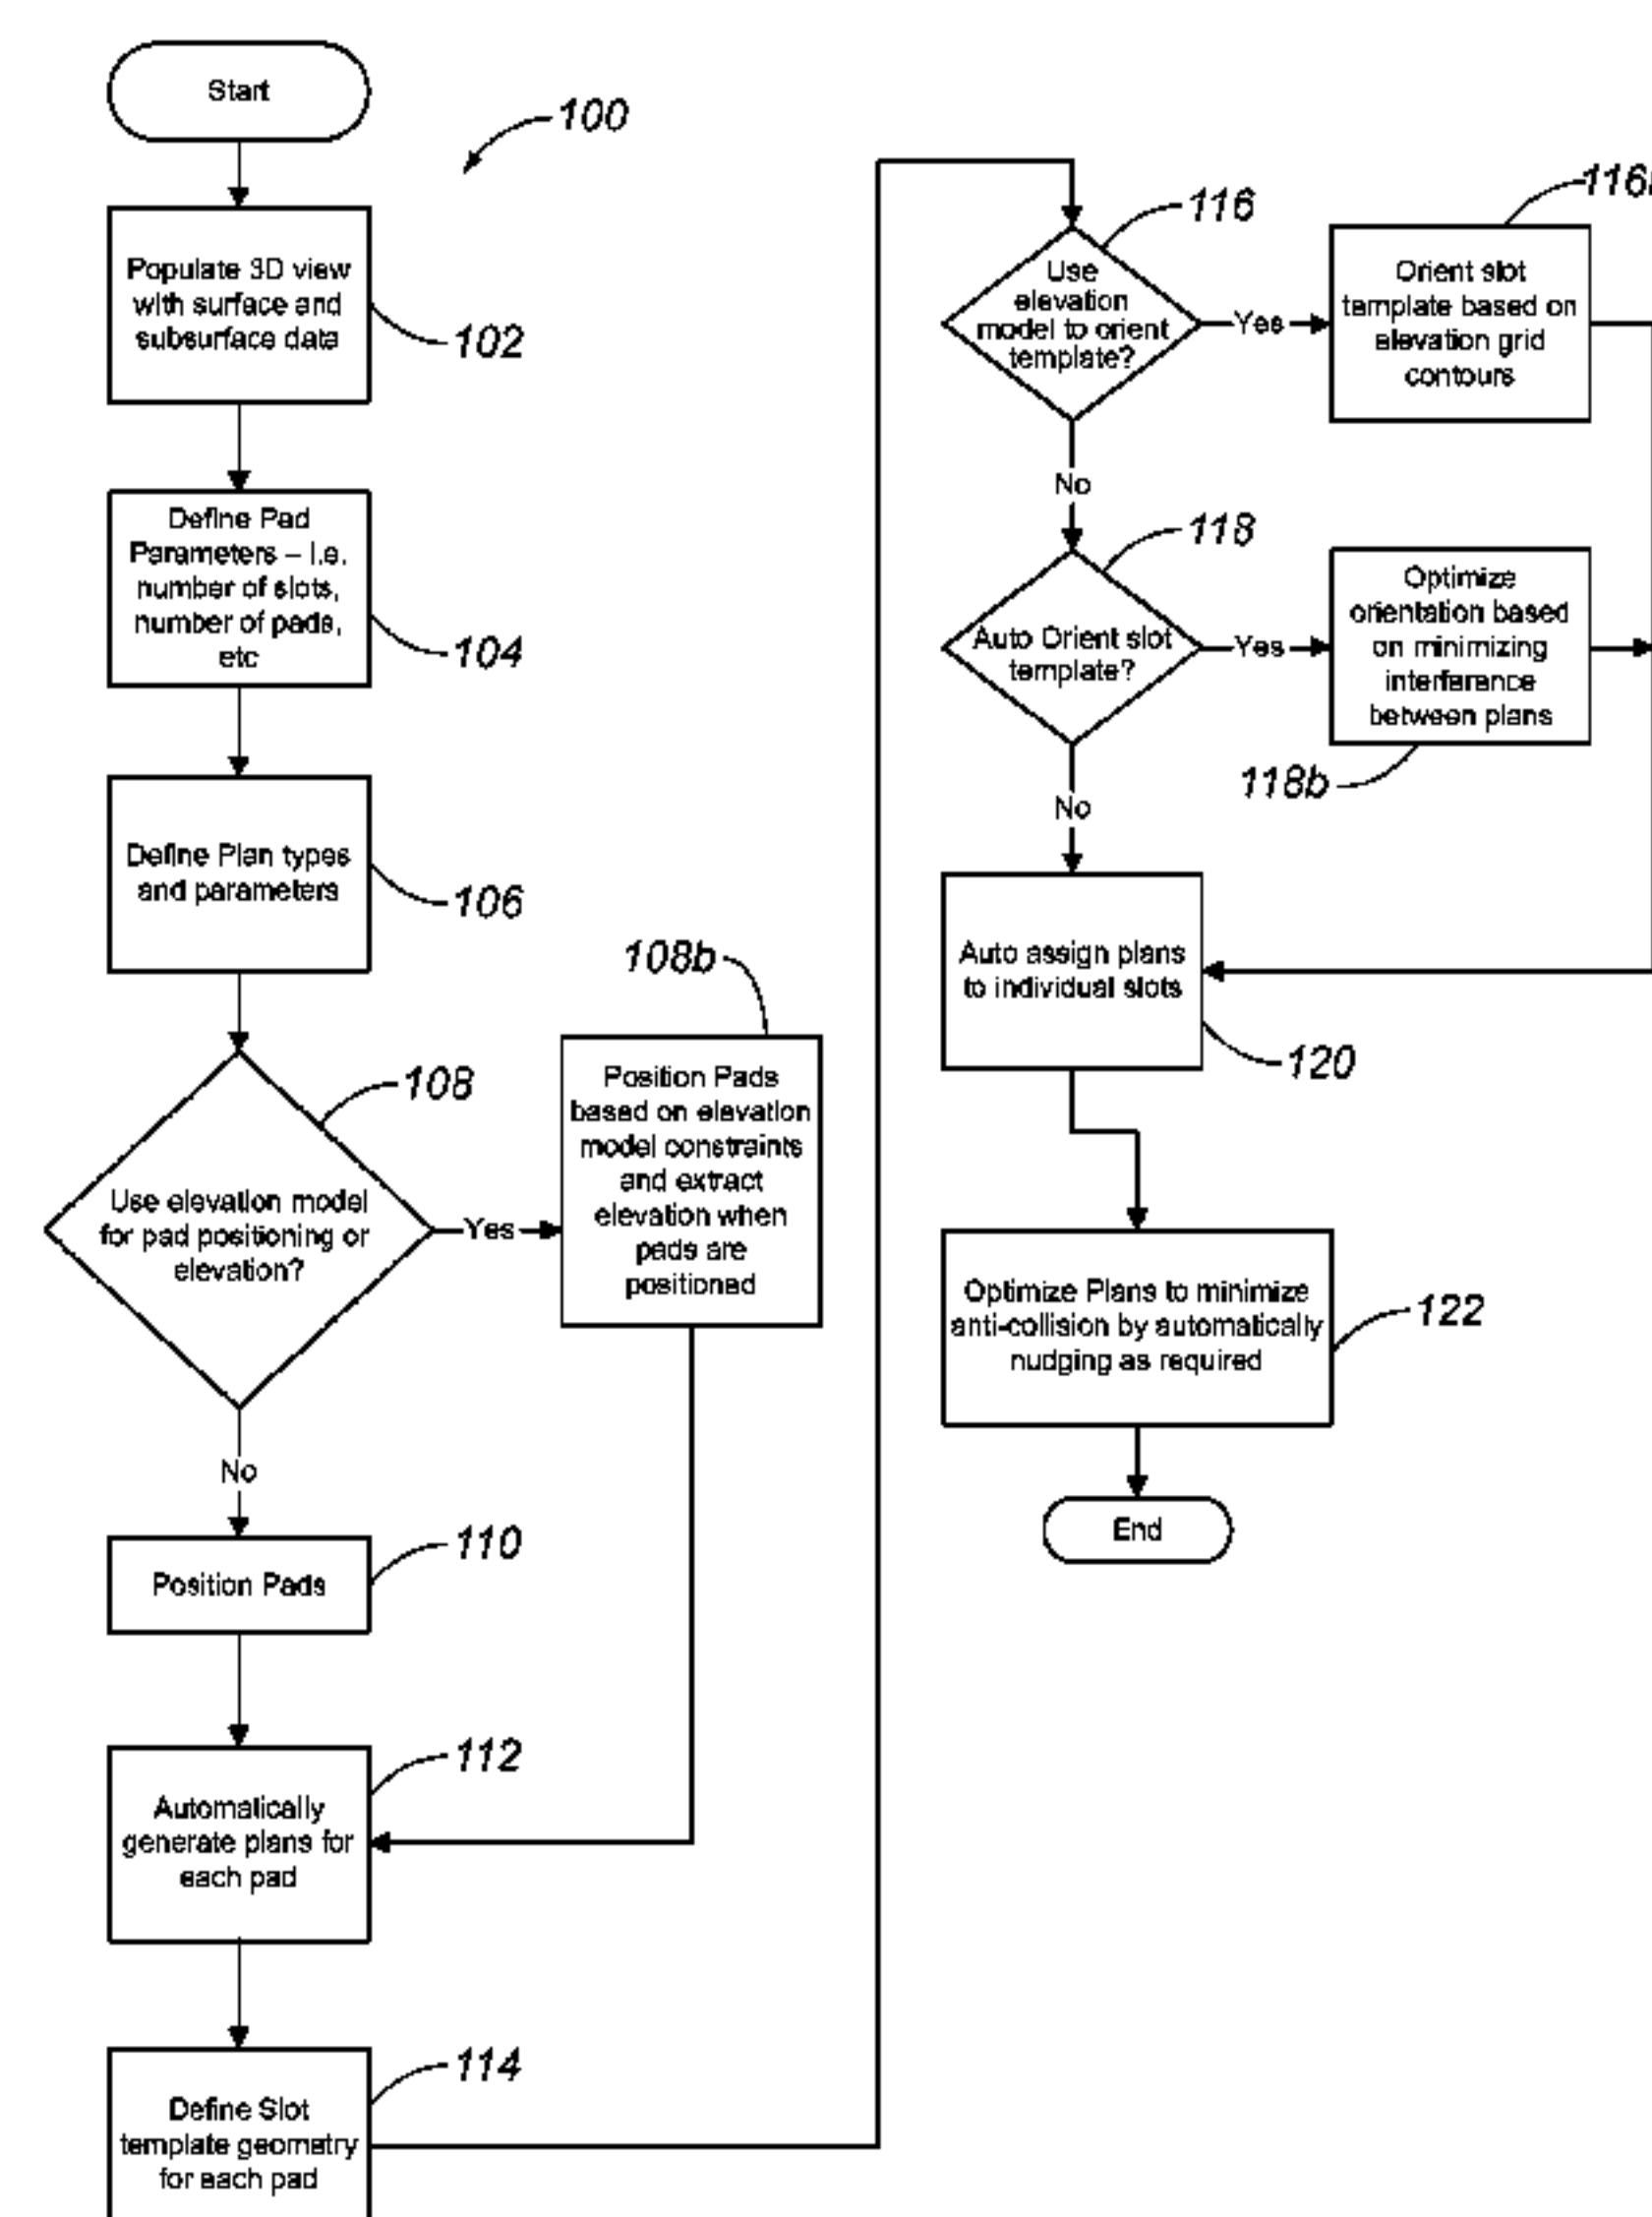 Start
100
Populate 3D view
with surface and
subsurface data
102
Define Pad
Parameters – i.e.
number of slots,
number of pads,
etc
104
Define Plan types
and parameters
106
108
Use elevation model
for pad positioning or
elevation?
Yes
No
108b
Position Pads
based on elevation
model constraints
and extract
elevation when
pads are
positioned
110
Position Pads
112
Automatically
generate plans for
each pad
114
Define Slot
template geometry
for each pad
116
Use
elevation
model to orient
template?
Yes
No
Orient slot
template based on
elevation grid
contours
118
Auto Orient slot
template?
Yes
No
Optimize
orientation based
on minimizing
interference
between plans
118b
Auto assign plans
to individual slots
120
Optimize Plans to minimize
anti-collision by automatically
nudging as required
122
End